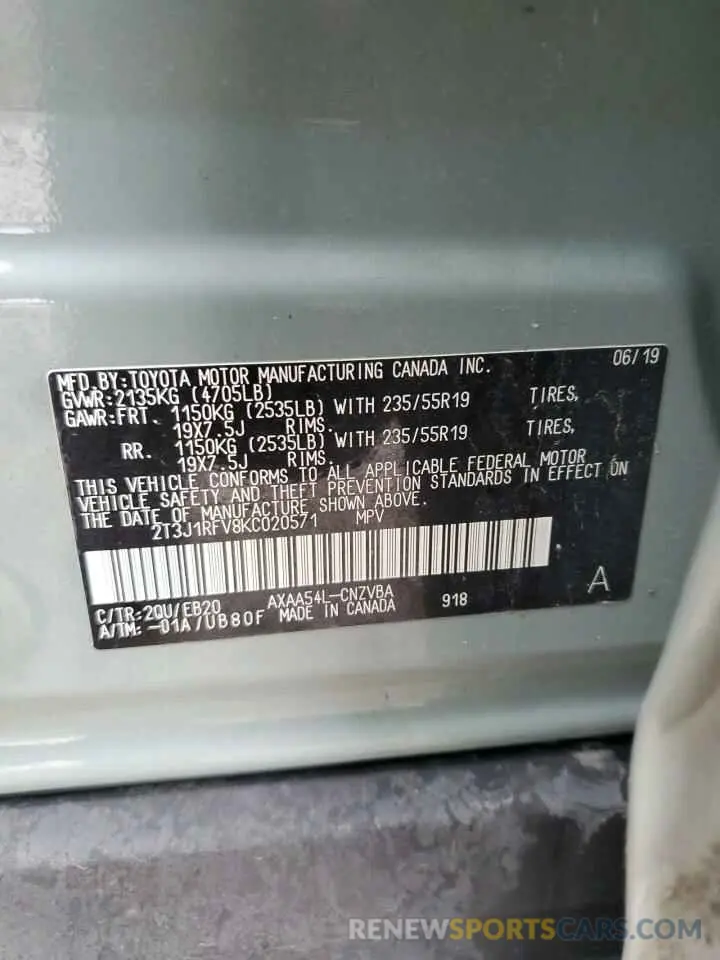 06/19
MFD.BY:TOYOTA MOTOR MANUFACTURING CANADA INC.
GVWR:2135KG (4705LB)
GAWR:FRT. 1150KG (2535LB) WITH 235/55R19 TIRES,
19X7.5J RIMS.
RR. 1150KG (2535LB) WITH 235/55R19 TIRES,
19X7.5J RIMS.
THIS VEHICLE CONFORMS TO ALL APPLICABLE FEDERAL MOTOR
VEHICLE SAFETY AND THEFT PREVENTION STANDARDS IN EFFECT ON
THE DATE OF MANUFACTURE SHOWN ABOVE.
2T3J1RFV8KC020571 MPV
C/TR:2QU/EB20 AXAA54L-CNZVBA 918 A
A/TM:-01A/UB80F MADE IN CANADA
RENEWSPORTSCARS.COM